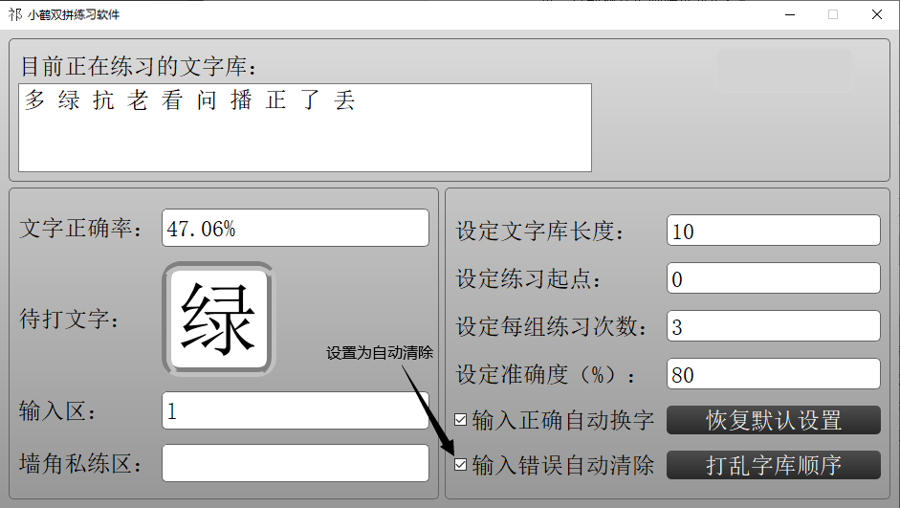 祁 小鹤双拼练习软件
目前正在练习的文字库：
多 绿 抗 老 看 问 播 正 了 丢
文字正确率： 47.06%
待打文字： 绿
输入区： 1
墙角私练区：
设定文字库长度： 10
设定练习起点： 0
设定每组练习次数： 3
设定准确度（%）： 80
设置为自动清除
输入正确自动换字 恢复默认设置
输入错误自动清除 打乱字库顺序